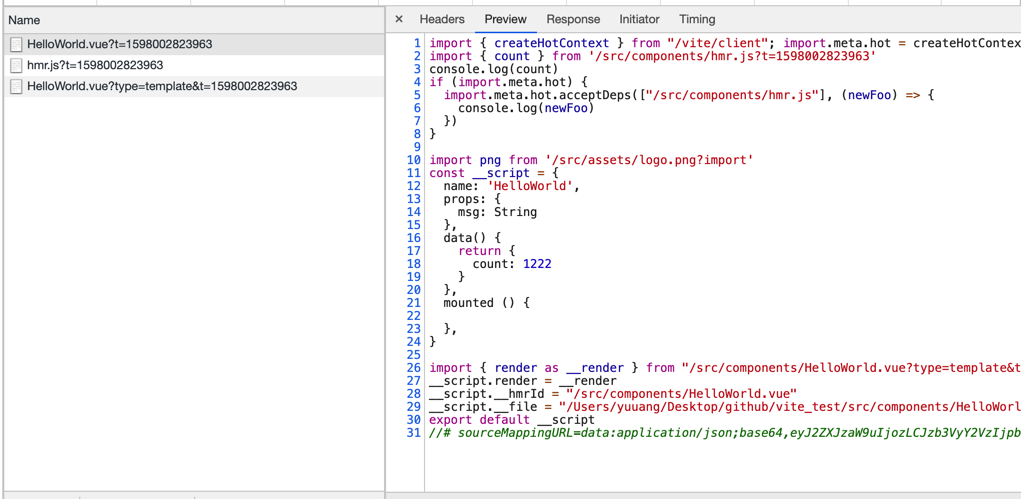 Name
HelloWorld.vue?t=1598002823963
hmr.js?t=1598002823963
HelloWorld.vue?type=template&t=1598002823963
× Headers Preview Response Initiator Timing
1 import { createHotContext } from "/vite/client"; import.meta.hot = createHotContex
2 import { count } from '/src/components/hmr.js?t=1598002823963'
3 console.log(count)
4 if (import.meta.hot) {
5   import.meta.hot.acceptDeps(["/src/components/hmr.js"], (newFoo) => {
6     console.log(newFoo)
7   })
8 }
9
10 import png from '/src/assets/logo.png?import'
11 const __script = {
12   name: 'HelloWorld',
13   props: {
14     msg: String
15   },
16   data() {
17     return {
18       count: 1222
19     }
20   },
21   mounted () {
22
23   },
24 }
25
26 import { render as __render } from "/src/components/HelloWorld.vue?type=template&t
27 __script.render = __render
28 __script.__hmrId = "/src/components/HelloWorld.vue"
29 __script.__file = "/Users/yuuang/Desktop/github/vite_test/src/components/HelloWorl
30 export default __script
31 //# sourceMappingURL=data:application/json;base64,eyJ2ZXJzaW9uIjozLCJzb3VyY2VzIjpb